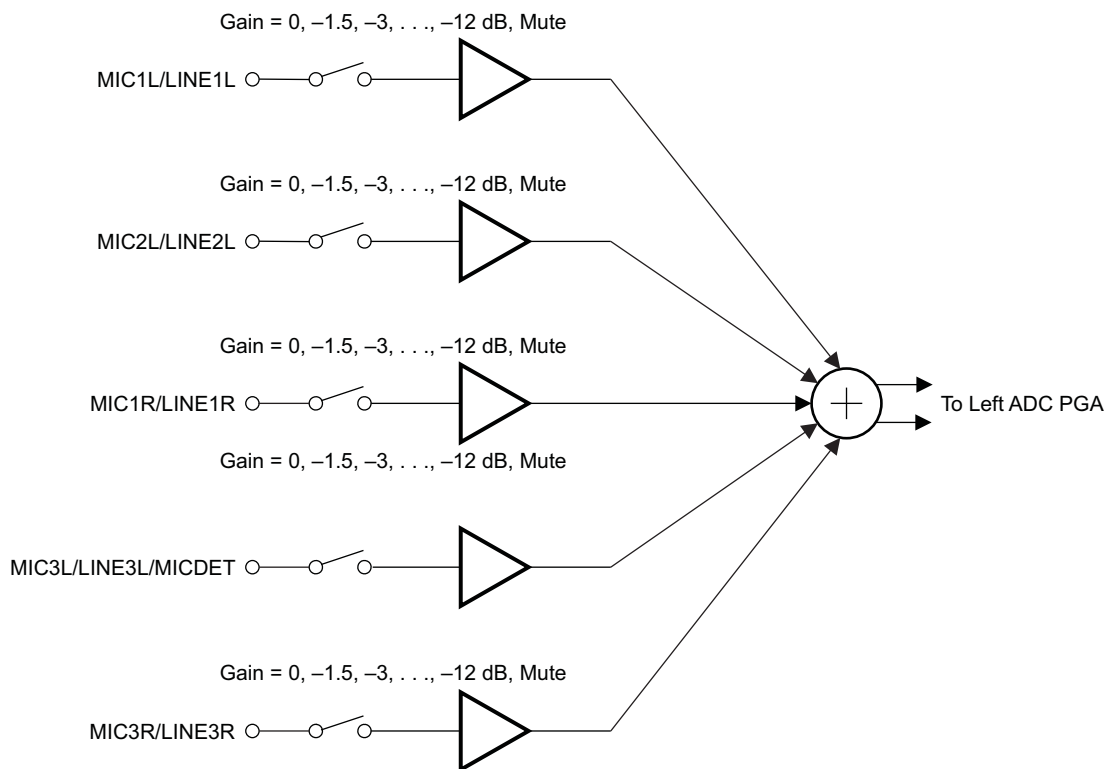 Gain = 0, –1.5, –3, . . ., –12 dB, Mute
MIC1L/LINE1L
Gain = 0, –1.5, –3, . . ., –12 dB, Mute
MIC2L/LINE2L
Gain = 0, –1.5, –3, . . ., –12 dB, Mute
MIC1R/LINE1R
+
To Left ADC PGA
Gain = 0, –1.5, –3, . . ., –12 dB, Mute
MIC3L/LINE3L/MICDET
Gain = 0, –1.5, –3, . . ., –12 dB, Mute
MIC3R/LINE3R